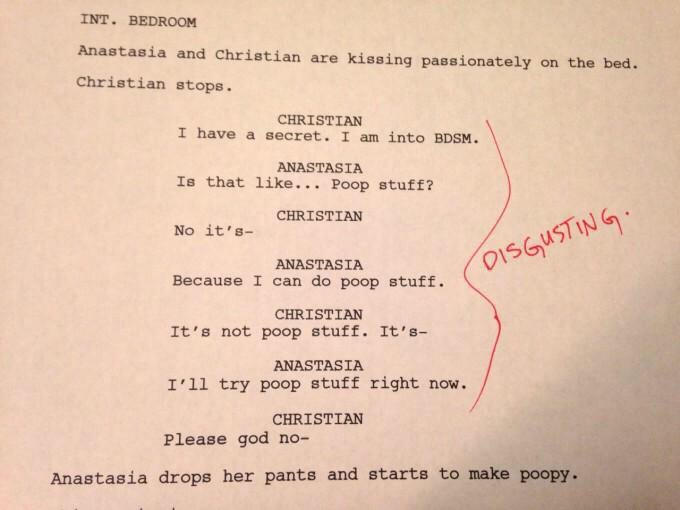 INT. BEDROOM
Anastasia and Christian are kissing passionately on the bed.
Christian stops.
CHRISTIAN
I have a secret. I am into BDSM.
ANASTASIA
Is that like... Poop stuff?
CHRISTIAN
No it's-
ANASTASIA
Because I can do poop stuff.
CHRISTIAN
It's not poop stuff. It's-
ANASTASIA
I'll try poop stuff right now.
CHRISTIAN
Please god no-
Anastasia drops her pants and starts to make poopy.
DISGUSTING.